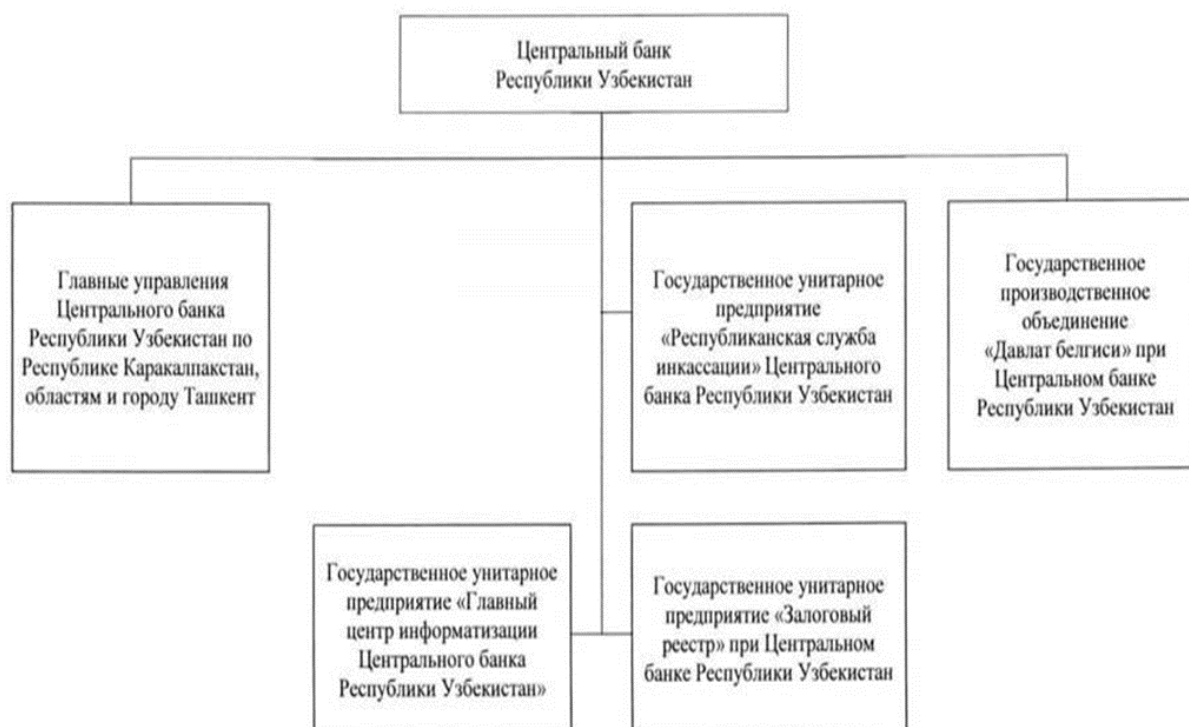 Центральный банк
Республики Узбекистан
Главные управления
Центрального банка
Республики Узбекистан по
Республике Каракалпакстан,
областям и городу Ташкент
Государственное унитарное
предприятие
«Республиканская служба
инкассации» Центрального
банка Республики Узбекистан
Государственное
производственное
объединение
«Давлат белгиси» при
Центральном банке
Республики Узбекистан
Государственное унитарное
предприятие «Главный
центр информатизации
Центрального банка
Республики Узбекистан»
Государственное унитарное
предприятие «Залоговый
реестр» при Центральном
банке Республики Узбекистан